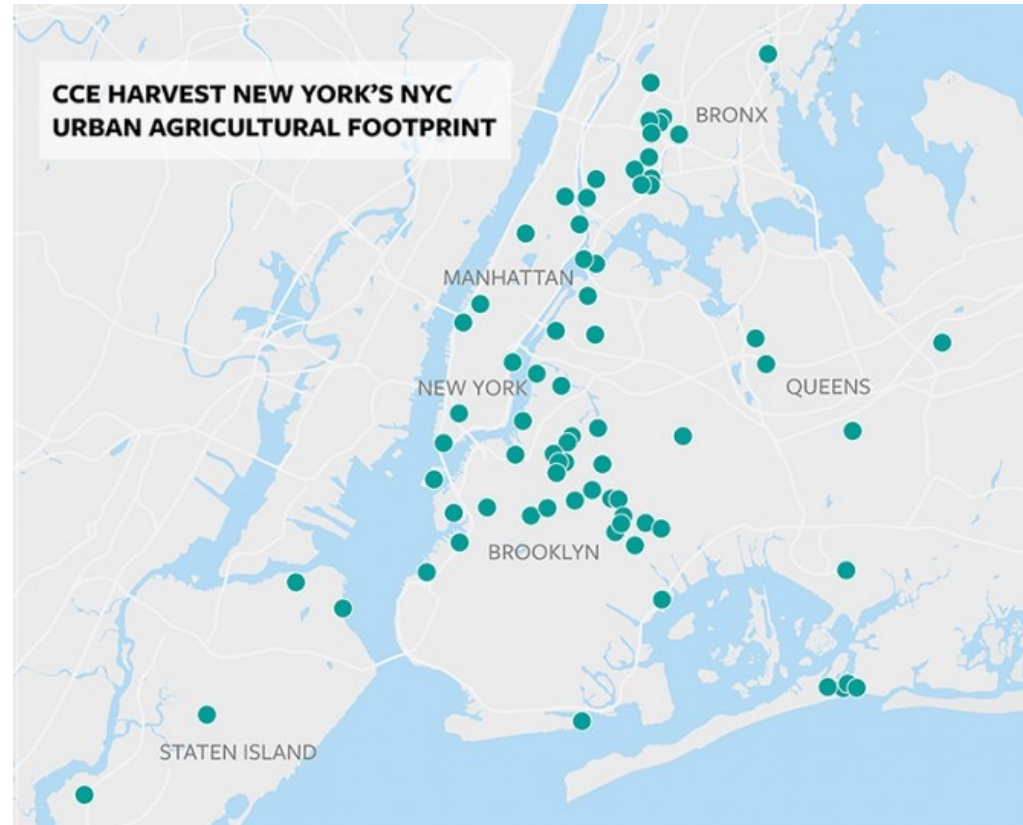 CCE HARVEST NEW YORK'S NYC
URBAN AGRICULTURAL FOOTPRINT
BRONX
MANHATTAN
NEW YORK
QUEENS
BROOKLYN
STATEN ISLAND